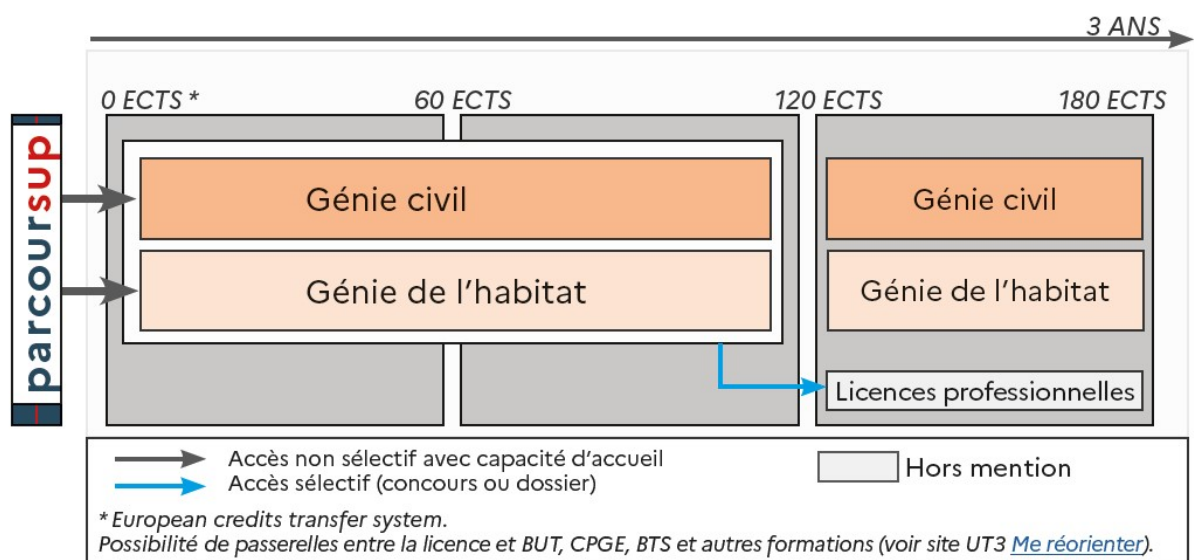 3 ANS
0 ECTS *
60 ECTS
120 ECTS
180 ECTS
parcoursup
Génie civil
Génie civil
Génie de l'habitat
Génie de l'habitat
Licences professionnelles
Accès non sélectif avec capacité d'accueil
Hors mention
Accès sélectif (concours ou dossier)
* European credits transfer system.
Possibilité de passerelles entre la licence et BUT, CPGE, BTS et autres formations (voir site UT3 Me réorienter).